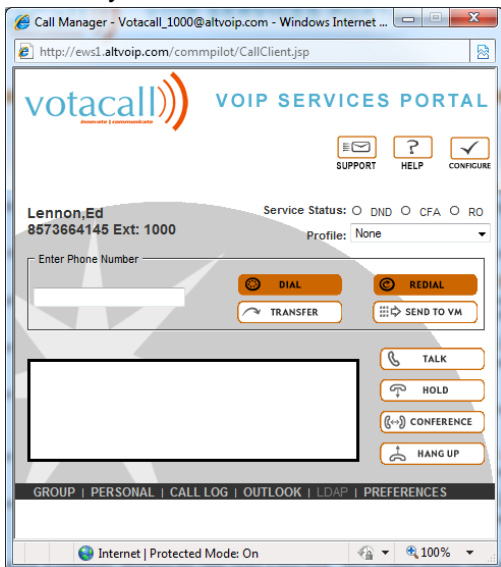 Call Manager - Votacall_1000@altvoip.com - Windows Internet ...
http://ews1.altvoip.com/commpilot/CallClient.jsp
votacall
innovate | communicate
VOIP SERVICES PORTAL
SUPPORT HELP CONFIGURE
Lennon,Ed
8573664145 Ext: 1000
Service Status: DND CFA RO
Profile: None
Enter Phone Number
DIAL REDIAL
TRANSFER SEND TO VM
TALK
HOLD
CONFERENCE
HANG UP
GROUP | PERSONAL | CALL LOG | OUTLOOK | LDAP | PREFERENCES
Internet | Protected Mode: On 100%